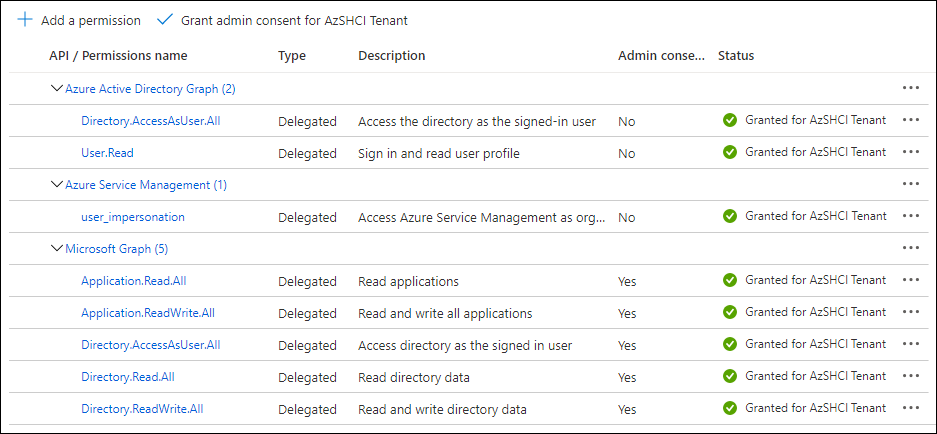 Add a permission Grant admin consent for AzSHCI Tenant
API / Permissions name Type Description Admin conse... Status
Azure Active Directory Graph (2) ...
Directory.AccessAsUser.All Delegated Access the directory as the signed-in user No Granted for AzSHCI Tenant ...
User.Read Delegated Sign in and read user profile No Granted for AzSHCI Tenant ...
Azure Service Management (1) ...
user_impersonation Delegated Access Azure Service Management as org... No Granted for AzSHCI Tenant ...
Microsoft Graph (5) ...
Application.Read.All Delegated Read applications Yes Granted for AzSHCI Tenant ...
Application.ReadWrite.All Delegated Read and write all applications Yes Granted for AzSHCI Tenant ...
Directory.AccessAsUser.All Delegated Access directory as the signed in user Yes Granted for AzSHCI Tenant ...
Directory.Read.All Delegated Read directory data Yes Granted for AzSHCI Tenant ...
Directory.ReadWrite.All Delegated Read and write directory data Yes Granted for AzSHCI Tenant ...